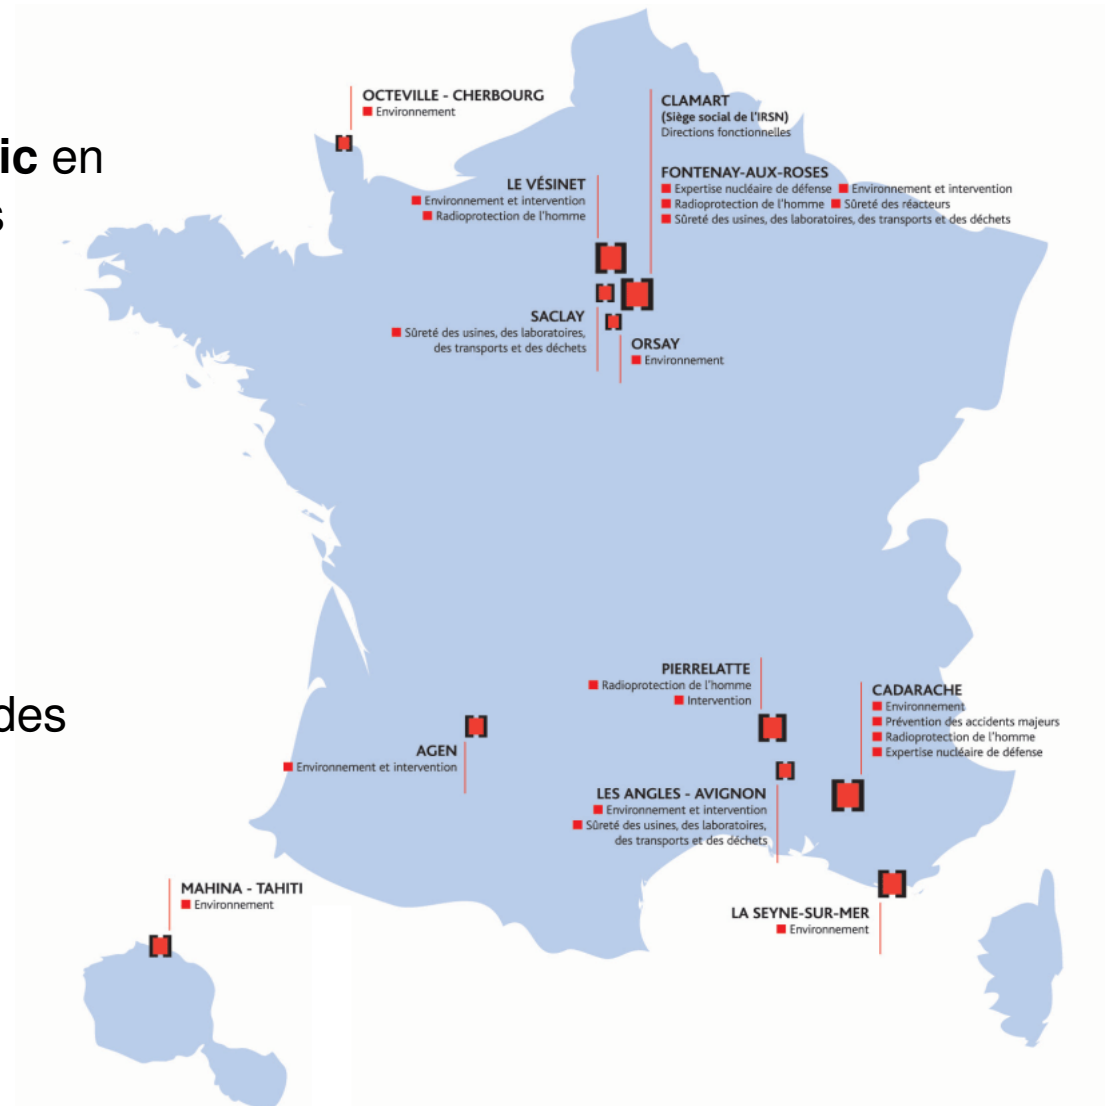 ic en
s
des
OCTEVILLE - CHERBOURG
Environnement
CLAMART
(Siège social de l'IRSN)
Directions fonctionnelles
FONTENAY-AUX-ROSES
Expertise nucléaire de défense Environnement et intervention
Radioprotection de l'homme Sûreté des réacteurs
Sûreté des usines, des laboratoires, des transports et des déchets
LE VÉSINET
Environnement et intervention
Radioprotection de l'homme
SACLAY
Sûreté des usines, des laboratoires,
des transports et des déchets
ORSAY
Environnement
PIERRELATTE
Radioprotection de l'homme
Intervention
CADARACHE
Environnement
Prévention des accidents majeurs
Radioprotection de l'homme
Expertise nucléaire de défense
AGEN
Environnement et intervention
LES ANGLES - AVIGNON
Environnement et intervention
Sûreté des usines, des laboratoires,
des transports et des déchets
MAHINA - TAHITI
Environnement
LA SEYNE-SUR-MER
Environnement